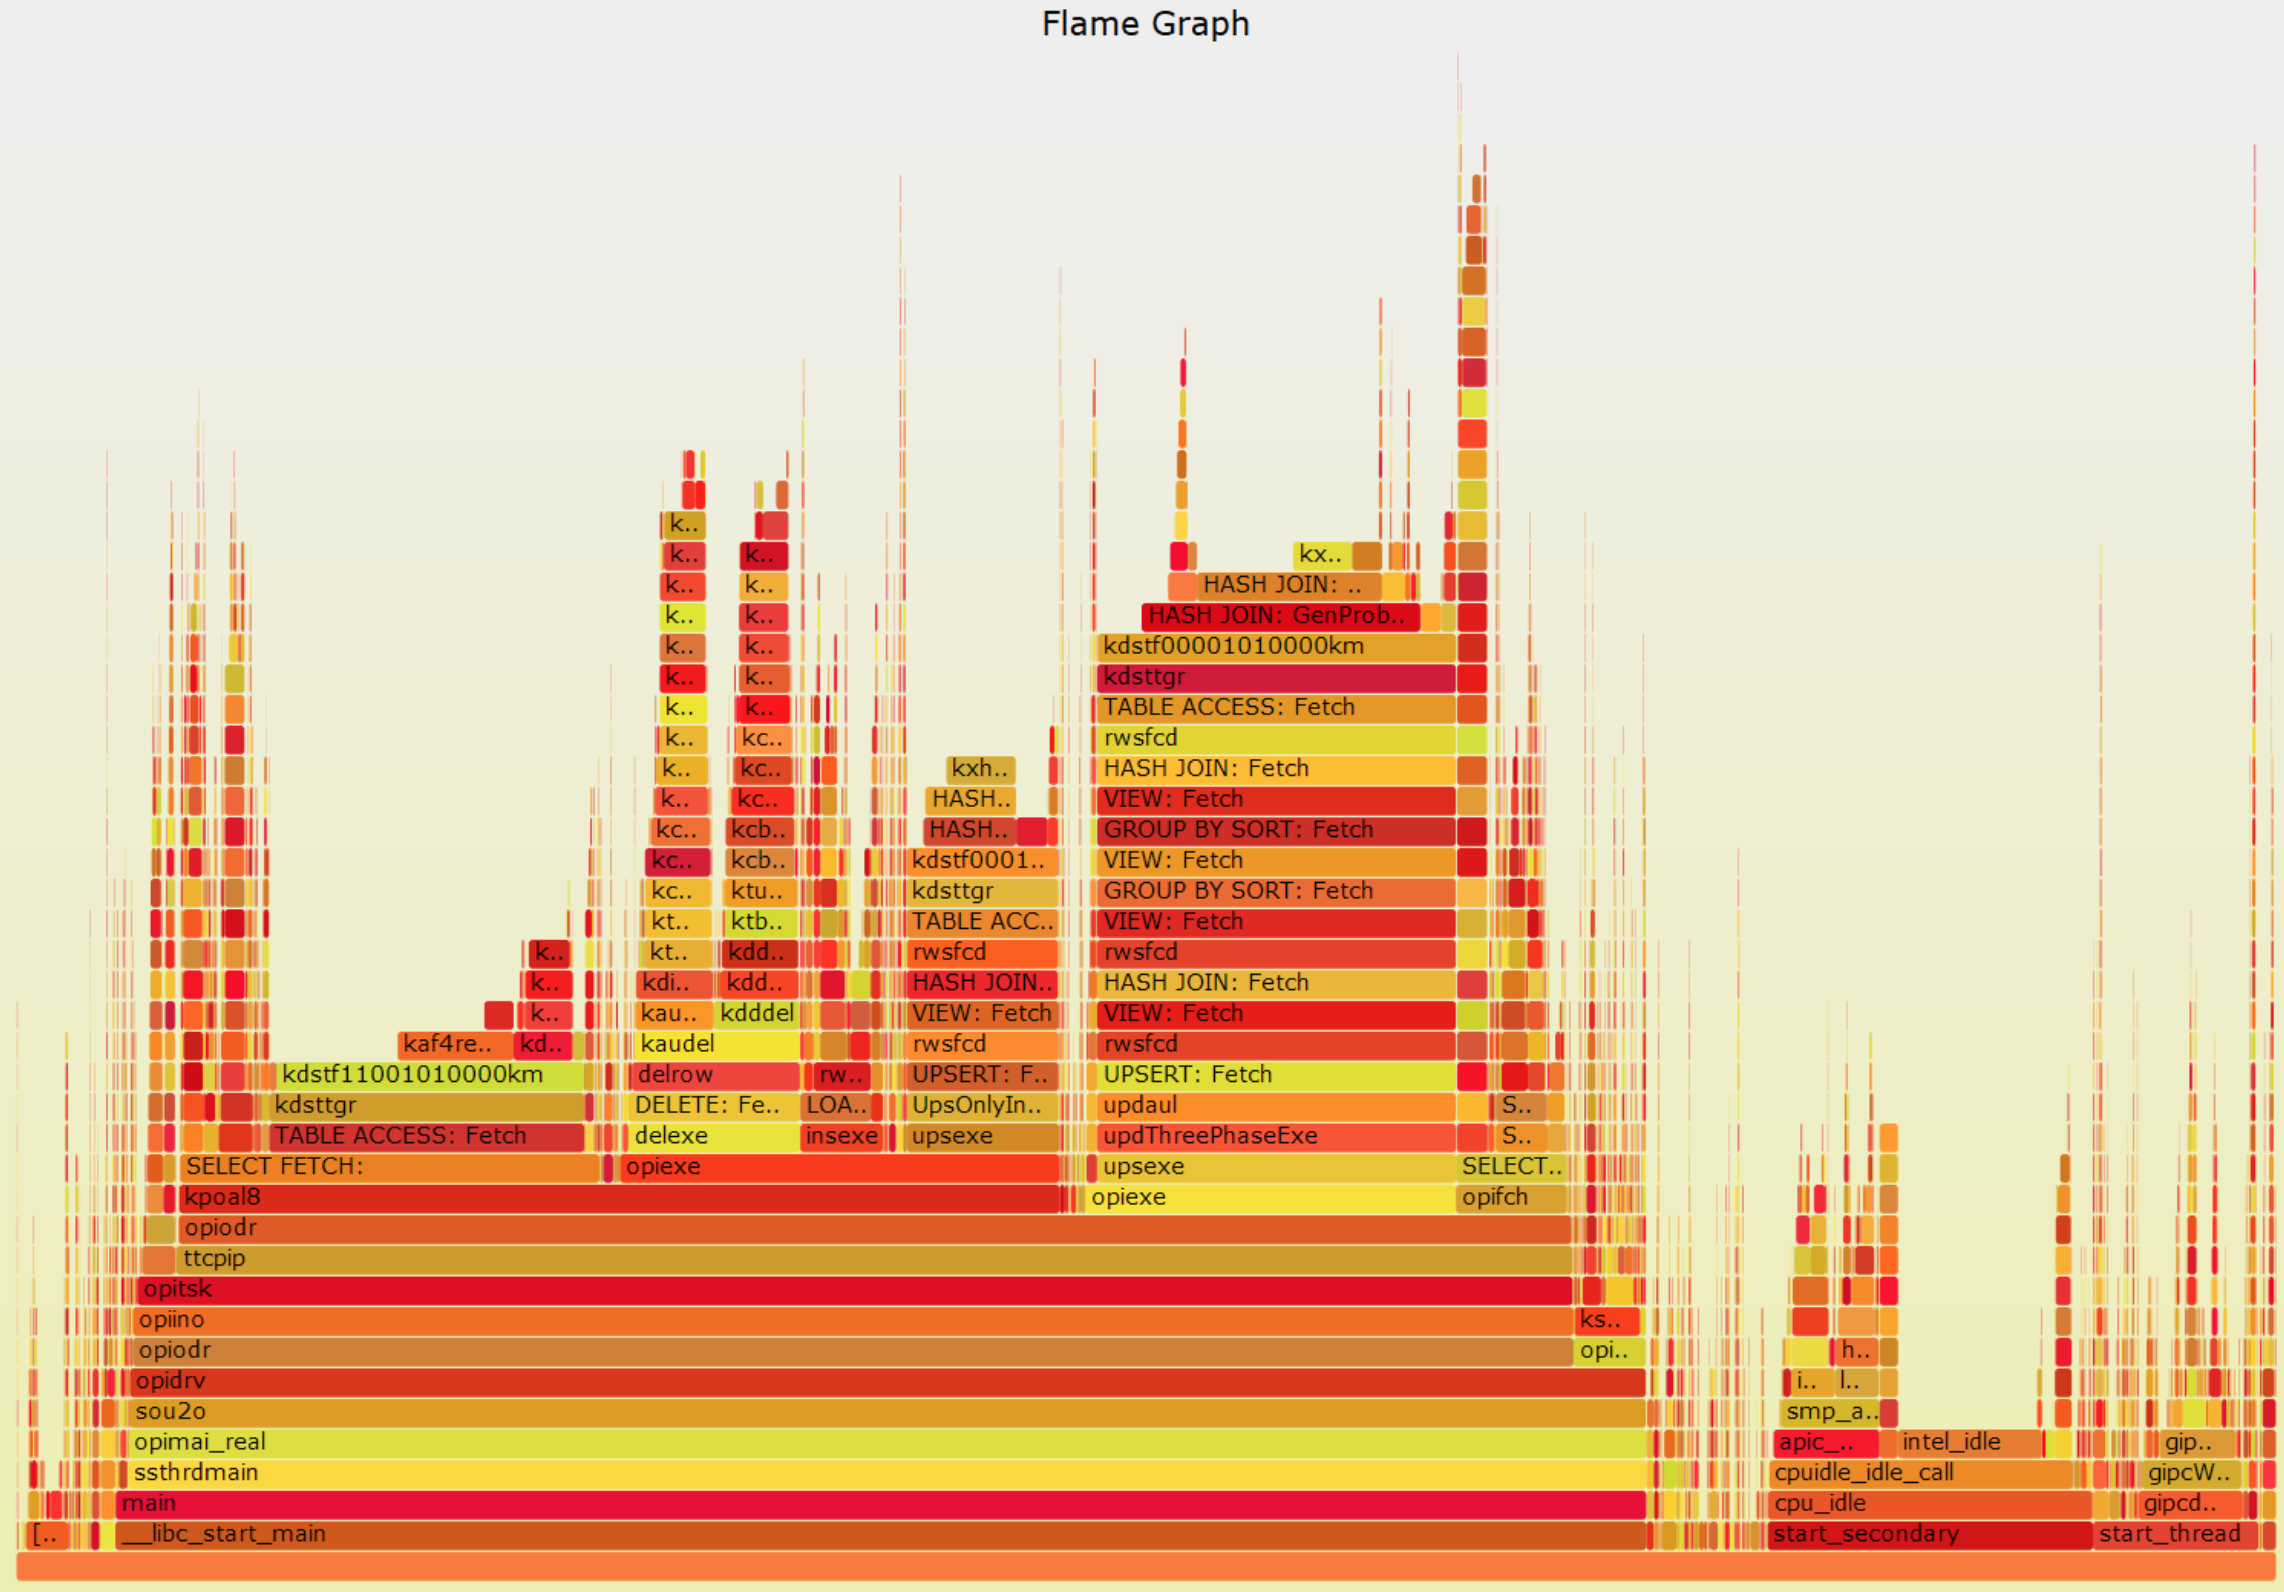 Flame Graph
k..
k.. k.. kx..
k.. k.. HASH JOIN: ..
k.. k.. HASH JOIN: GenProb..
k.. k.. kdstf00001010000km
k.. k.. kdsttgr
k.. k.. TABLE ACCESS: Fetch
k.. kc.. rwsfcd
k.. kc.. kxh.. HASH JOIN: Fetch
k.. kc.. HASH.. VIEW: Fetch
kc.. kcb.. HASH.. GROUP BY SORT: Fetch
kc.. kcb.. kdstf0001.. VIEW: Fetch
kc.. ktu.. kdsttgr GROUP BY SORT: Fetch
kt.. ktb.. TABLE ACC.. VIEW: Fetch
k.. kt.. kdd.. rwsfcd rwsfcd
k.. kdi.. kdd.. HASH JOIN.. HASH JOIN: Fetch
k.. kau.. kdddel VIEW: Fetch VIEW: Fetch
kaf4re.. kd.. kaudel rwsfcd rwsfcd
kdstf11001010000km delrow rw.. UPSERT: F.. UPSERT: Fetch
kdsttgr DELETE: Fe.. LOA.. UpsOnlyIn.. updaul S..
TABLE ACCESS: Fetch delexe insexe upsexe updThreePhaseExe S..
SELECT FETCH: opiexe upsexe SELECT..
kpoal8 opiexe opifch
opiodr
ttcpip
opitsk
opiino ks..
opiodr opi.. h..
opidrv i.. l..
sou2o smp_a..
opimai_real apic_.. intel_idle gip..
ssthrdmain cpuidle_idle_call gipcW..
main cpu_idle gipcd..
[.. __libc_start_main start_secondary start_thread